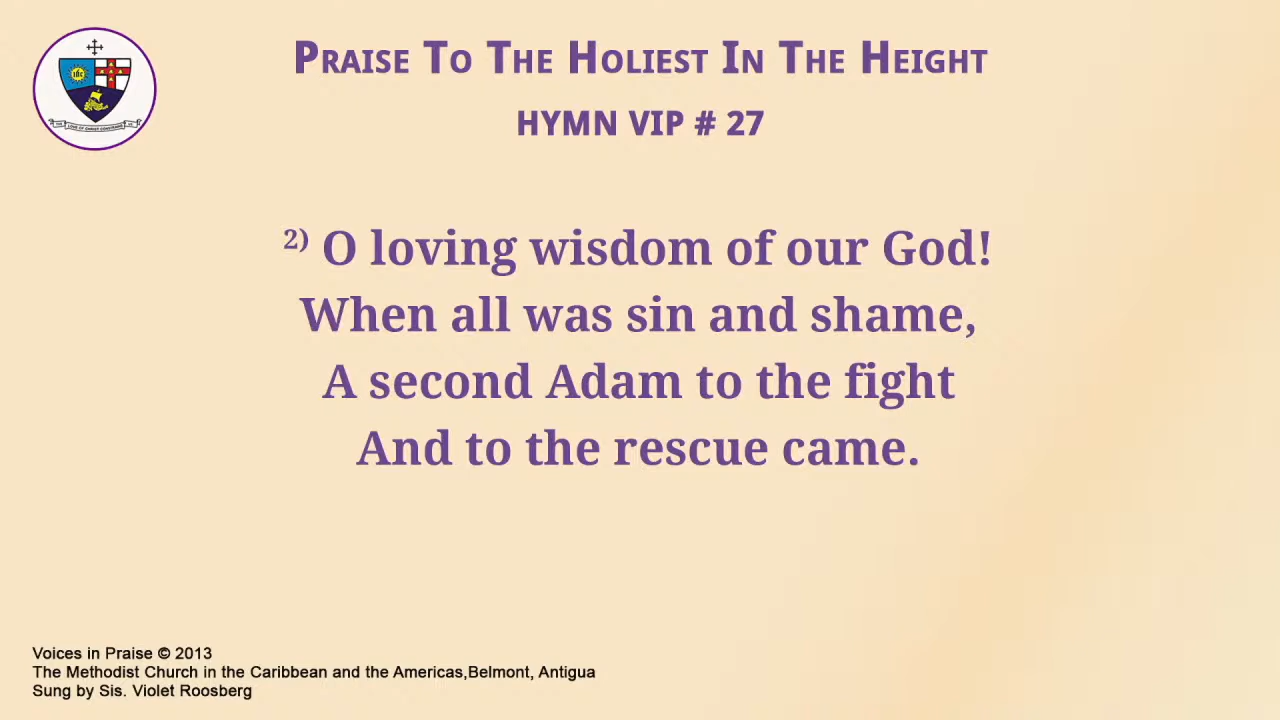 PRAISE TO THE HOLIEST IN THE HEIGHT
HYMN VIP # 27
2) O loving wisdom of our God!
When all was sin and shame,
A second Adam to the fight
And to the rescue came.
Voices in Praise © 2013
The Methodist Church in the Caribbean and the Americas,Belmont, Antigua
Sung by Sis. Violet Roosberg